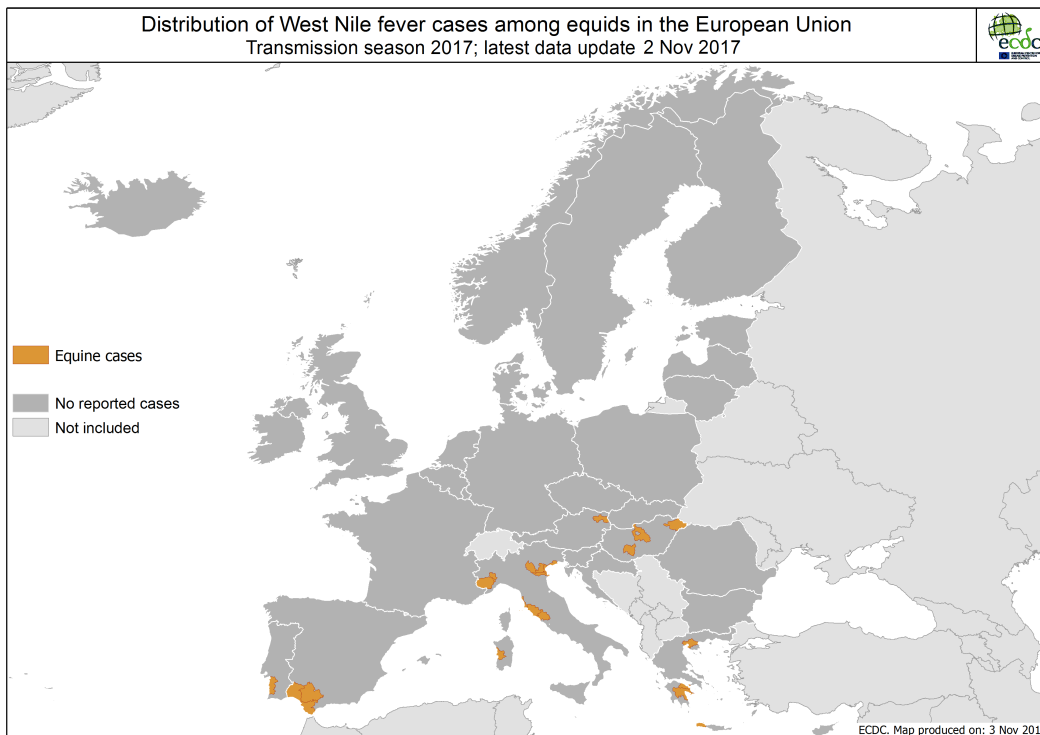 Distribution of West Nile fever cases among equids in the European Union
Transmission season 2017; latest data update 2 Nov 2017
ecdc
Equine cases
No reported cases
Not included
ECDC. Map produced on: 3 Nov 201